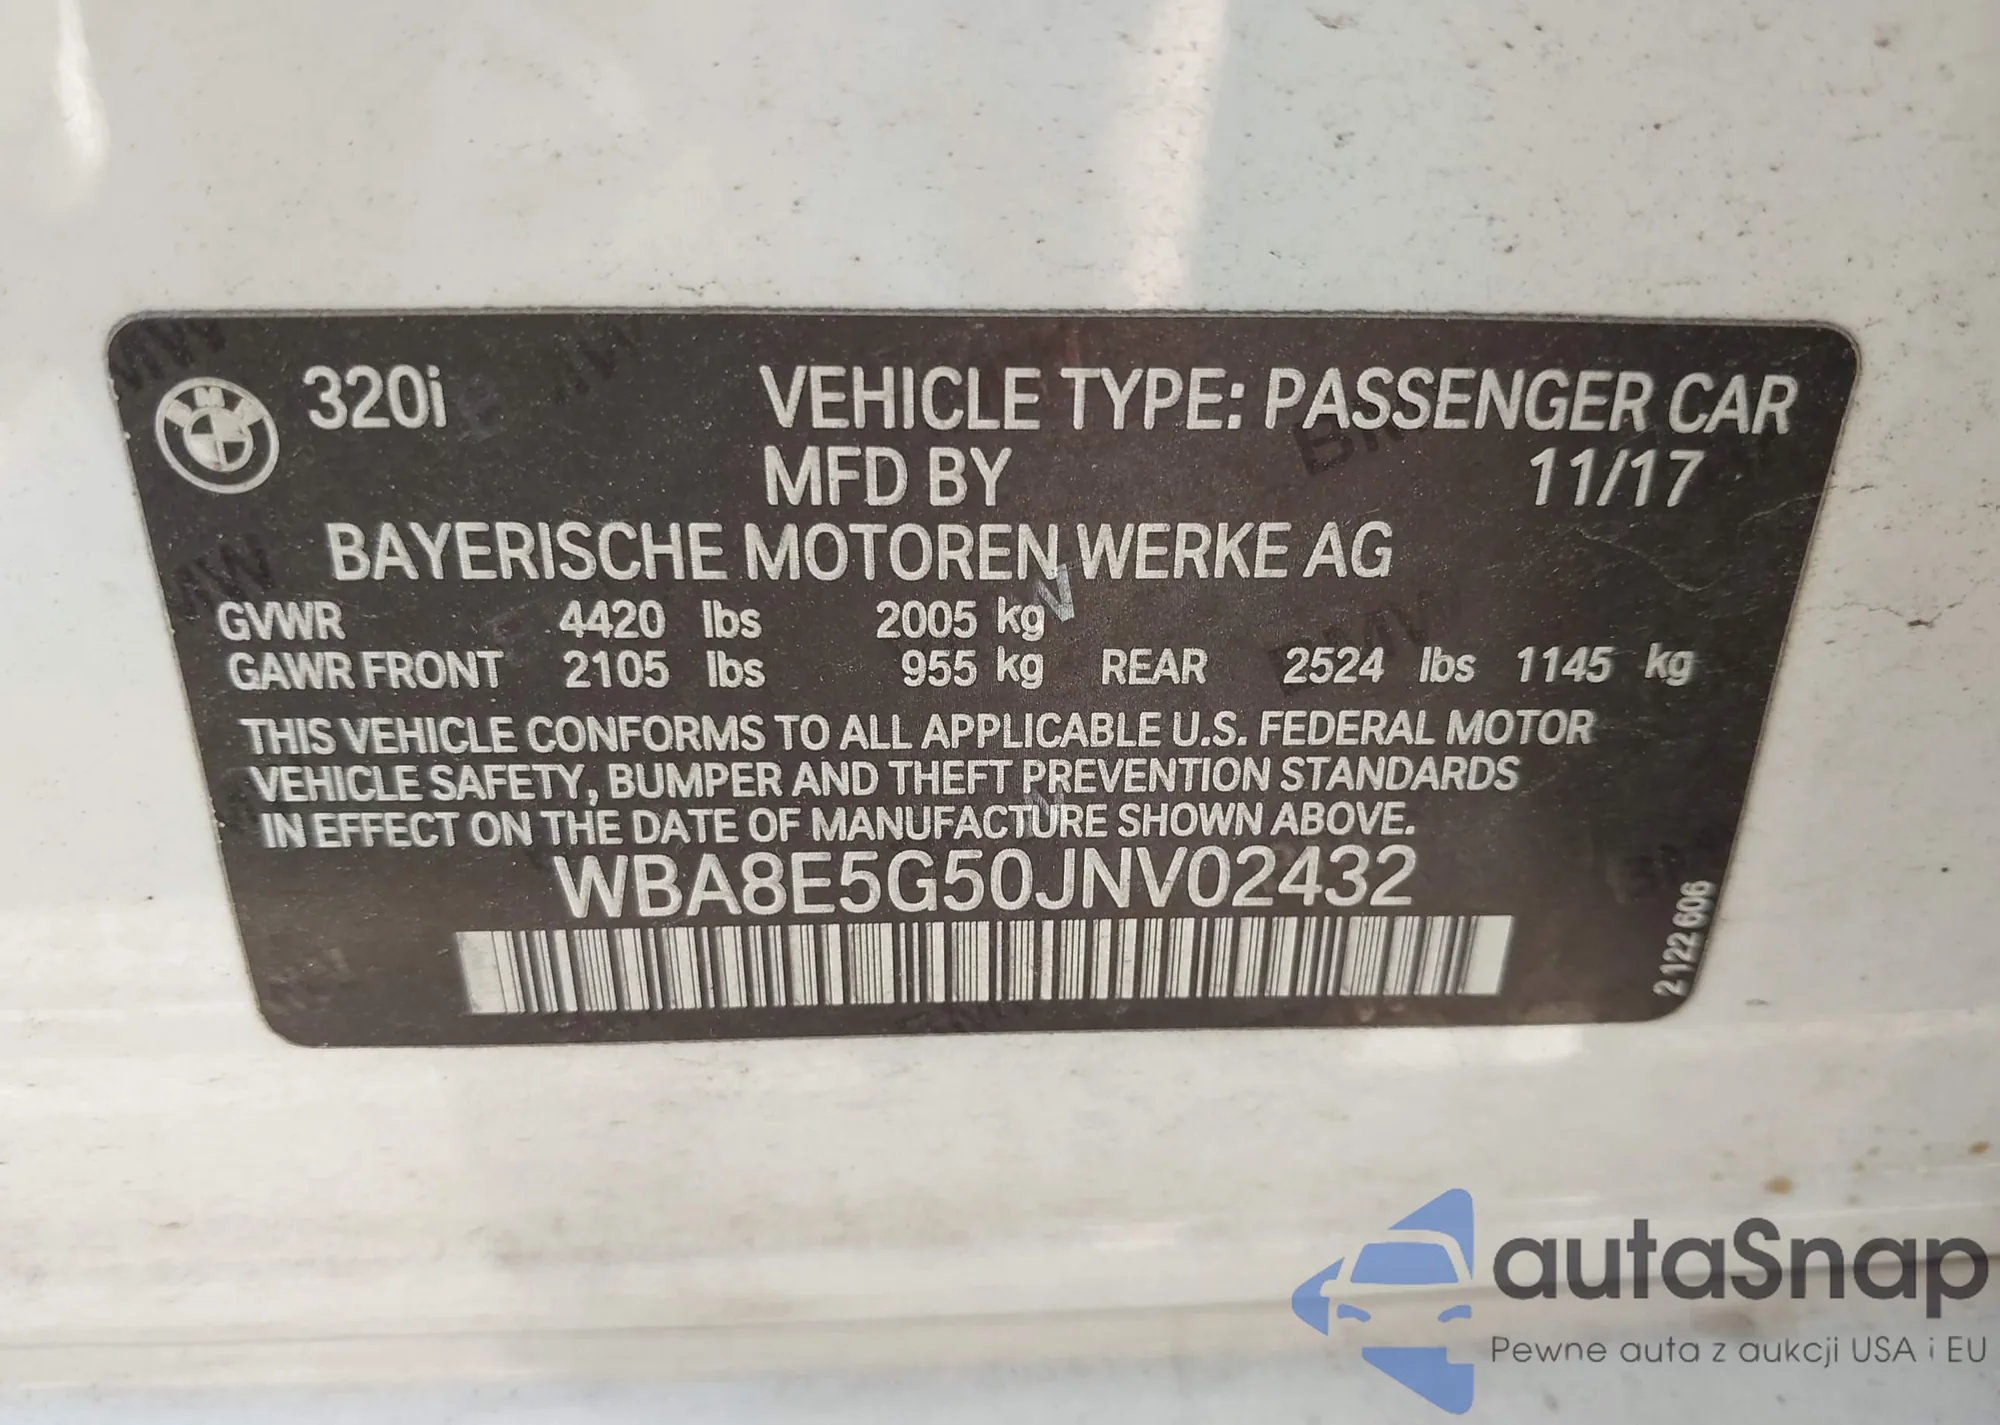 320i VEHICLE TYPE: PASSENGER CAR
MFD BY 11/17
BAYERISCHE MOTOREN WERKE AG
GVWR 4420 lbs 2005 kg
GAWR FRONT 2105 lbs 955 kg REAR 2524 lbs 1145 kg
THIS VEHICLE CONFORMS TO ALL APPLICABLE U.S. FEDERAL MOTOR
VEHICLE SAFETY, BUMPER AND THEFT PREVENTION STANDARDS
IN EFFECT ON THE DATE OF MANUFACTURE SHOWN ABOVE.
WBA8E5G50JNV02432
2 122 606
autaSnap
Pewne auta z aukcji USA i EU